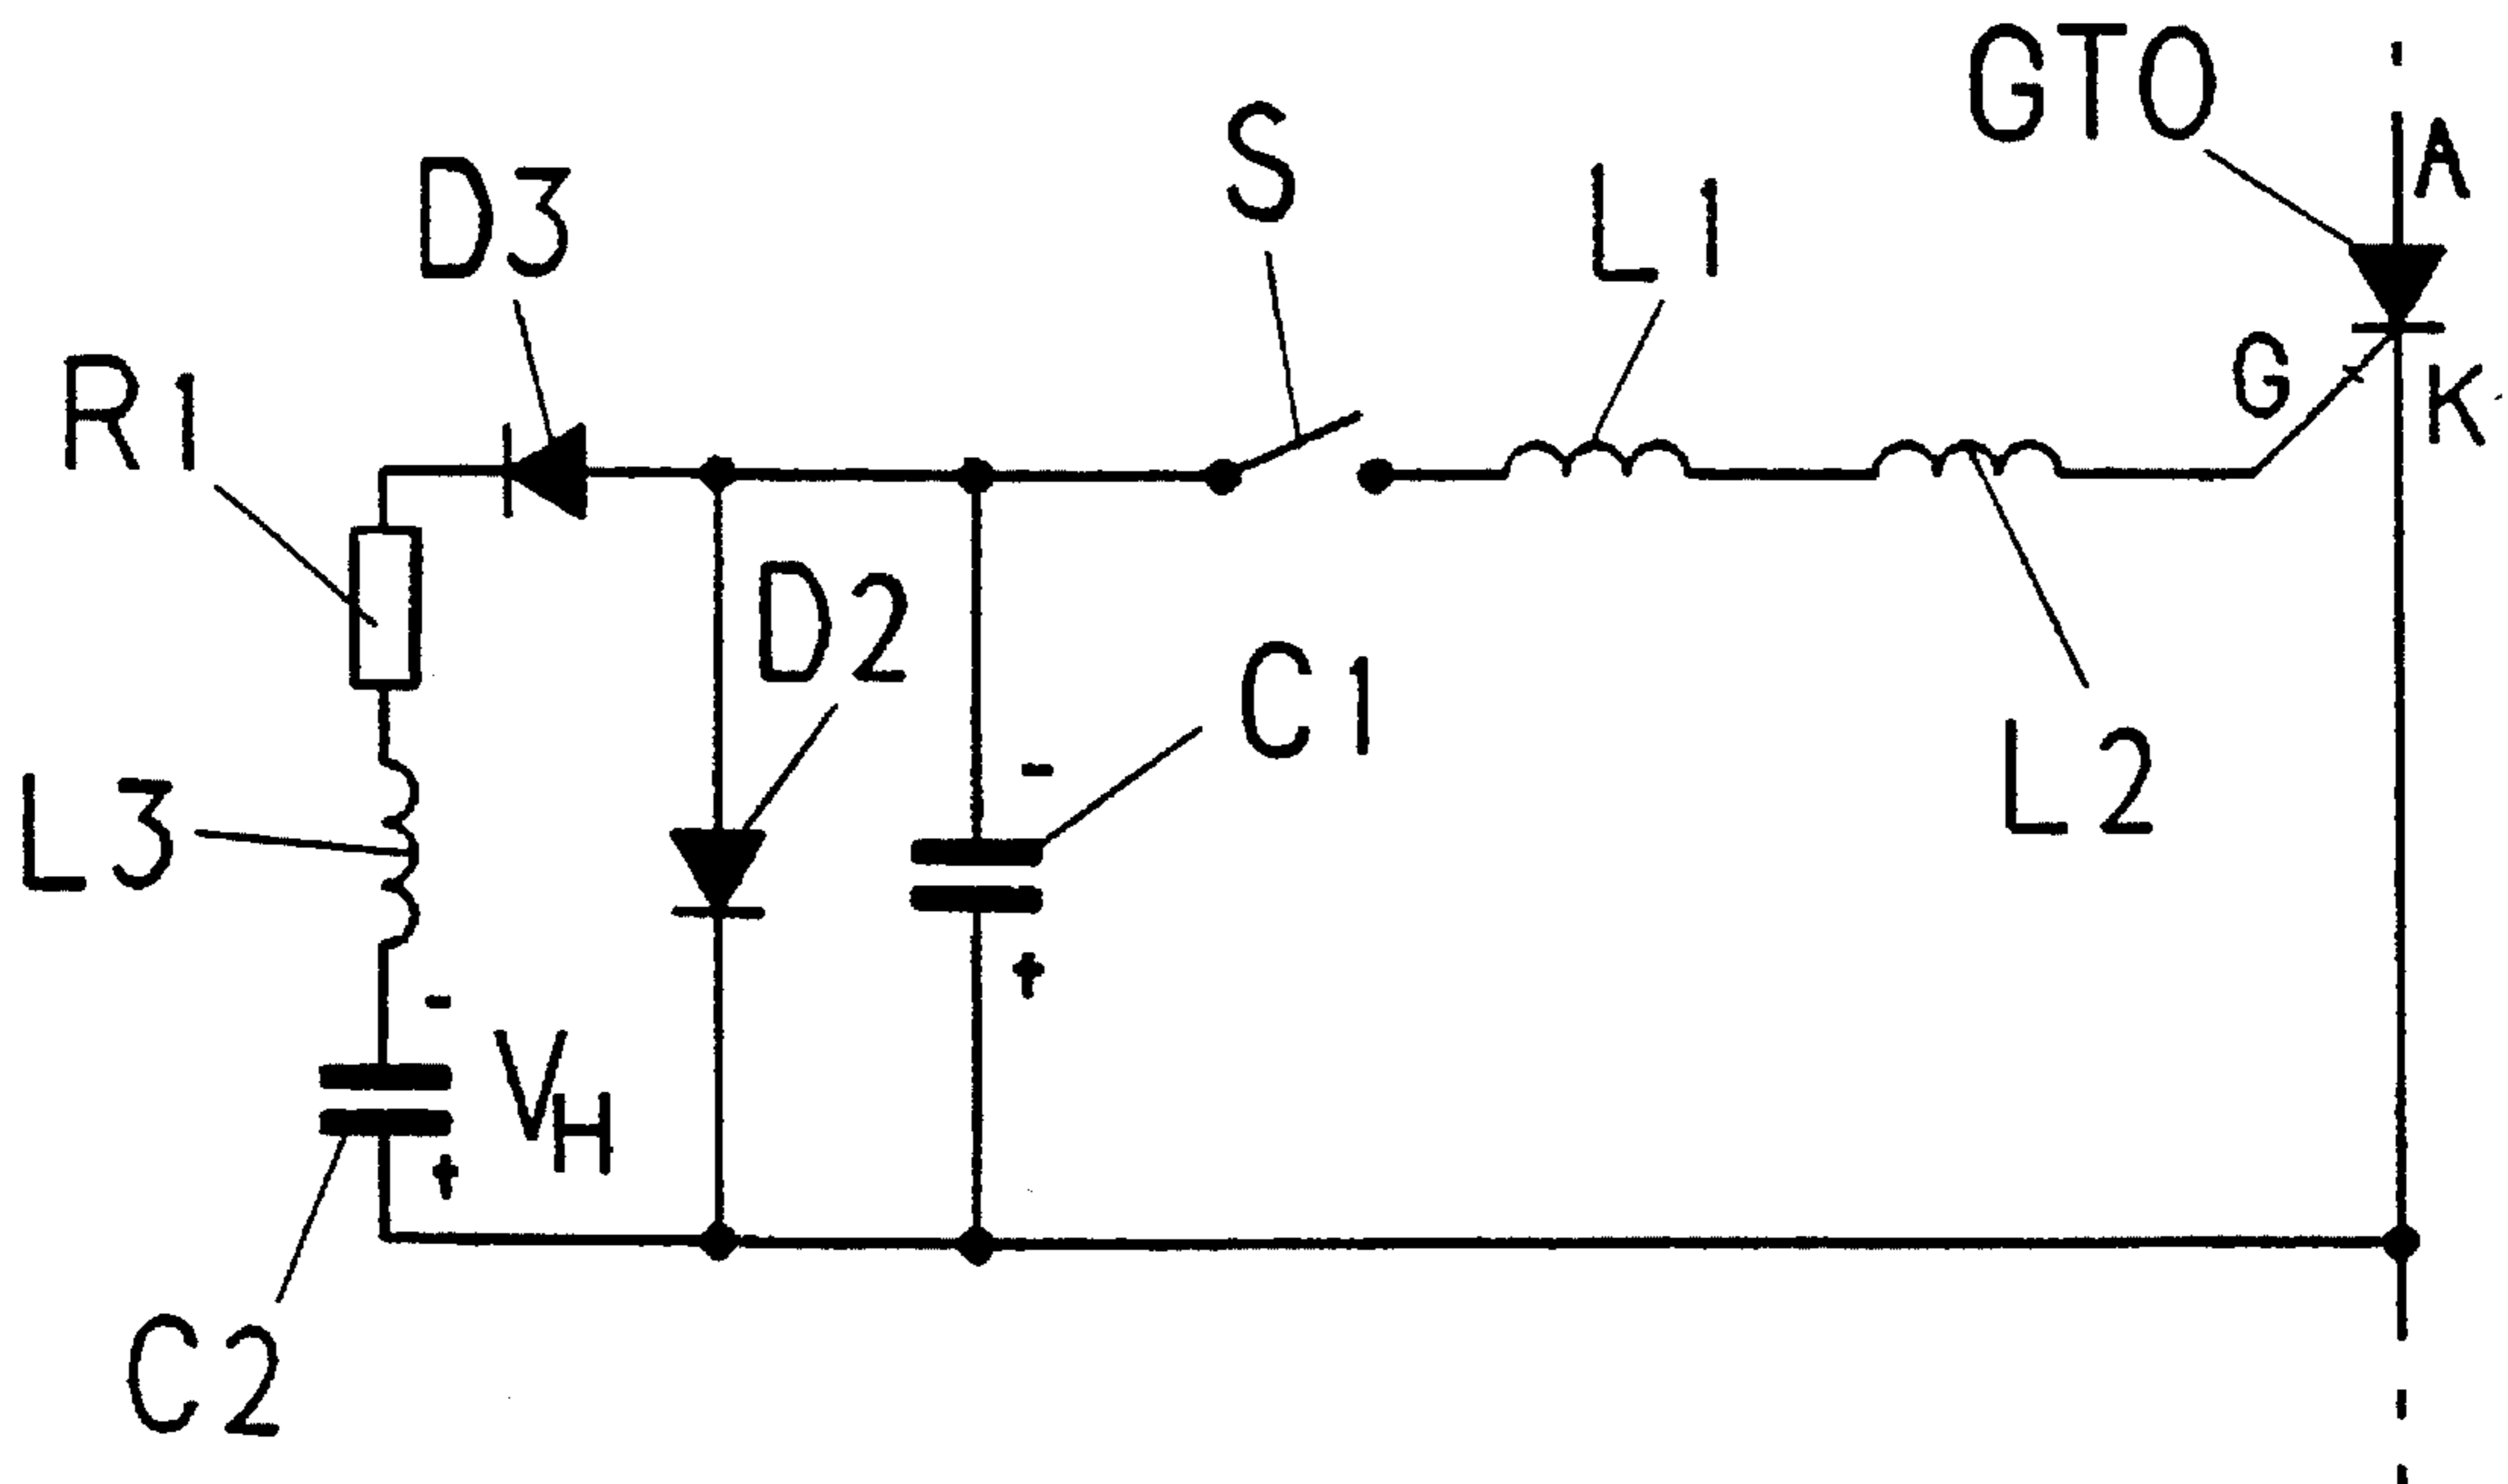 GTO
A
S
D3
L1
R1
G
K
D2
C1
-
L2
L3
+
-
VH
+
C2